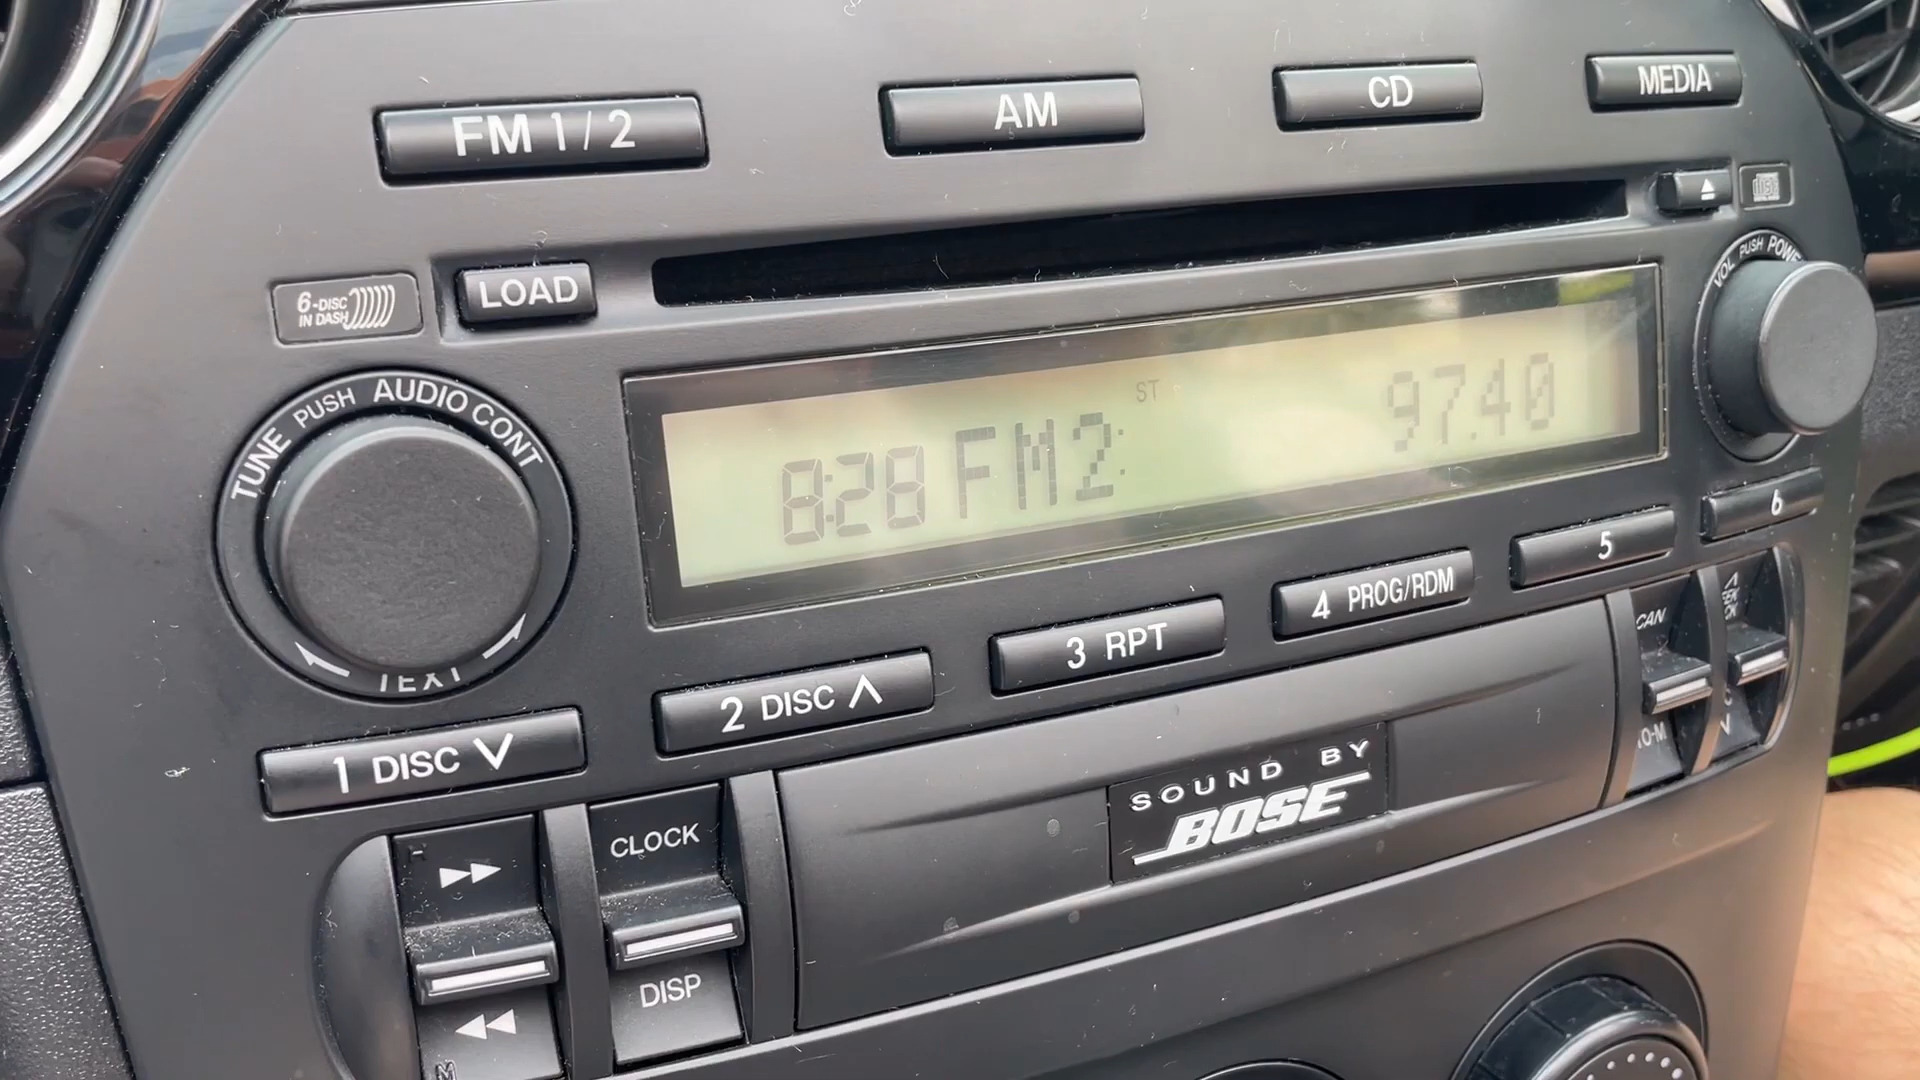 FM 1/2
AM
CD
MEDIA
6-DISC
IN DASH
LOAD
VOL PUSH POWER
TUNE PUSH AUDIO CONT
TEXT
ST
8:28 FM2: 97.40
1 DISC ∨
2 DISC ∧
3 RPT
4 PROG/RDM
5
6
H
CLOCK
DISP
M
SOUND BY
BOSE